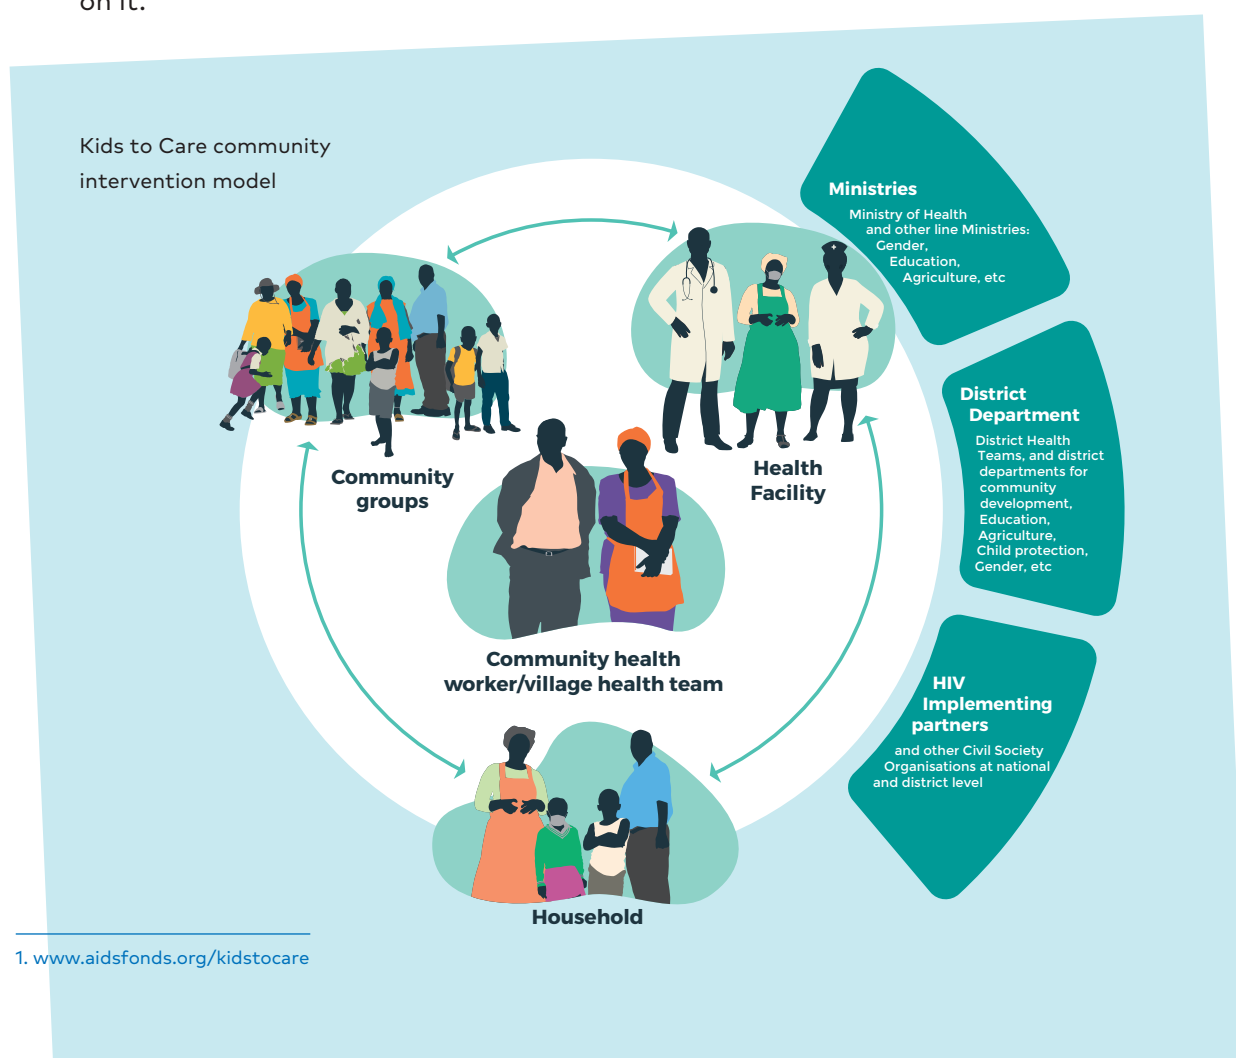 on it.
Kids to Care community
intervention model
Ministries
Ministry of Health
and other line Ministries:
Gender,
Education,
Agriculture, etc
District
Department
District Health
Teams, and district
departments for
community
development,
Education,
Agriculture,
Child protection,
Gender, etc
Community
groups
Health
Facility
Community health
worker/village health team
HIV
Implementing
partners
and other Civil Society
Organisations at national
and district level
Household
1. www.aidsfonds.org/kidstocare